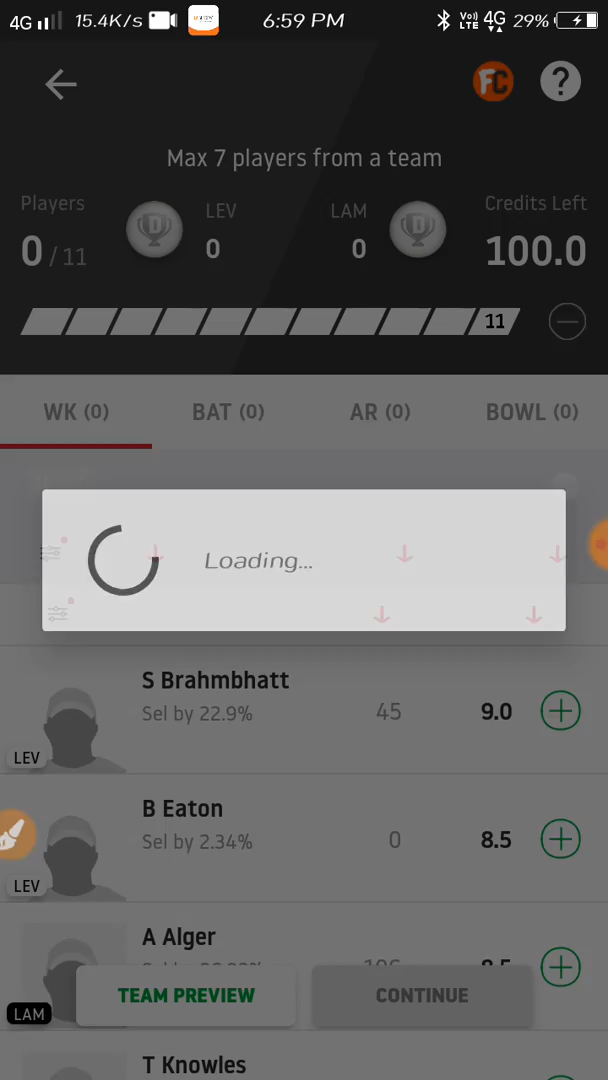 4G 15.4K/s 6:59 PM Vo)) LTE 4G 29%
FC ?
Max 7 players from a team
Players LEV LAM Credits Left
0 / 11 0 0 100.0
11
WK (0) BAT (0) AR (0) BOWL (0)
Loading...
S Brahmbhatt
Sel by 22.9% 45 9.0
LEV
B Eaton
Sel by 2.34% 0 8.5
LEV
A Alger
LAM
TEAM PREVIEW CONTINUE
T Knowles